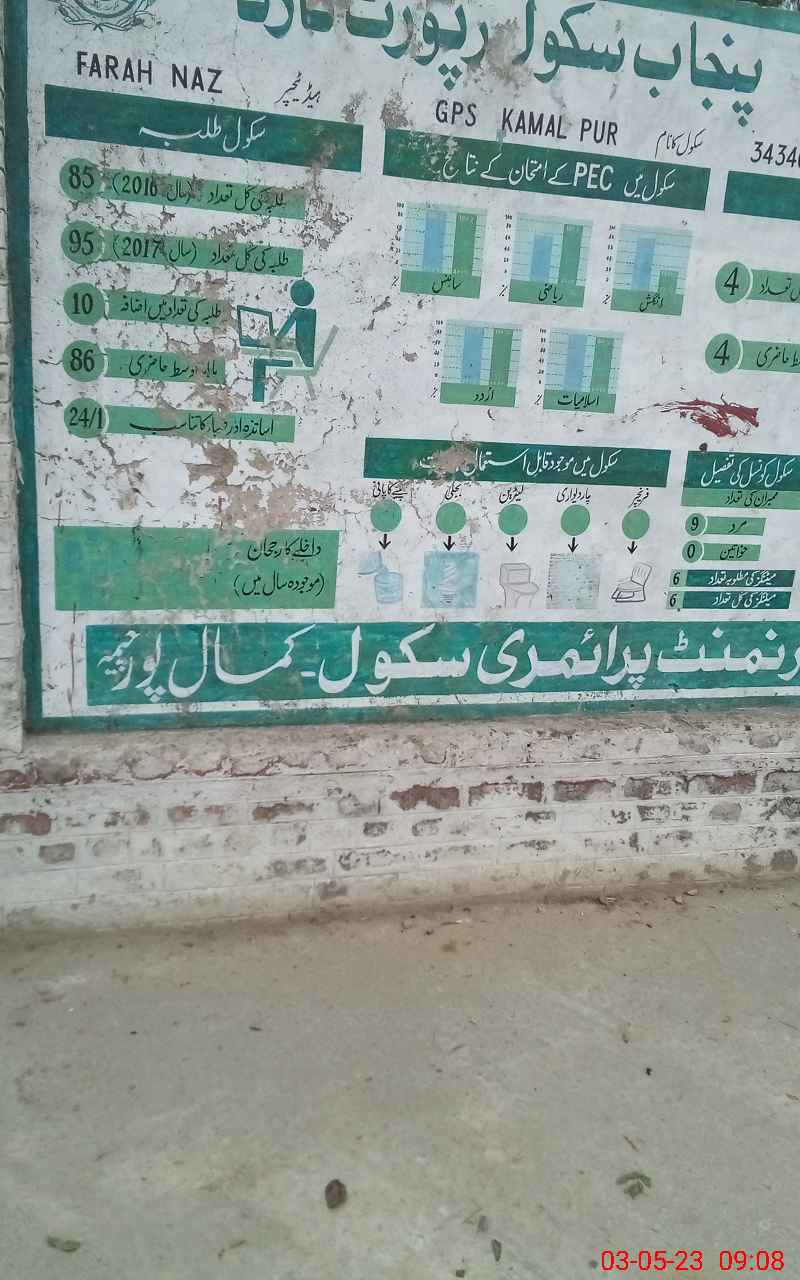 پنجاب سکول رپورٹ کارڈ
FARAH NAZ ہیڈ ٹیچر
GPS KAMAL PUR سکول کا نام
3434
سکول طلبہ
85 طلبہ کی کل تعداد (سال 2016)
95 طلبہ کی کل تعداد (سال 2017)
10 طلبہ کی تعداد میں اضافہ
86 اوسط حاضری
24/1 اساتذہ اور طلبہ کا تناسب
داخلے کا رجحان
(موجودہ سال میں)
سکول میں PEC کے امتحان کے نتائج
سائنس
ریاضی
انگلش
اردو
اسلامیات
4 تعداد
4 حاضری
سکول میں موجود قابل استعمال
پینے کا پانی
بجلی
لیٹرین
چار دیواری
فرنیچر
سکول کونسل کی تفصیل
ممبران کی تعداد
9 مرد
0 خواتین
6 میٹنگز کی مطلوبہ تعداد
6 میٹنگز کی کل تعداد
رنمنٹ پرائمری سکول۔ کمال پور چیمہ
03-05-23 09:08